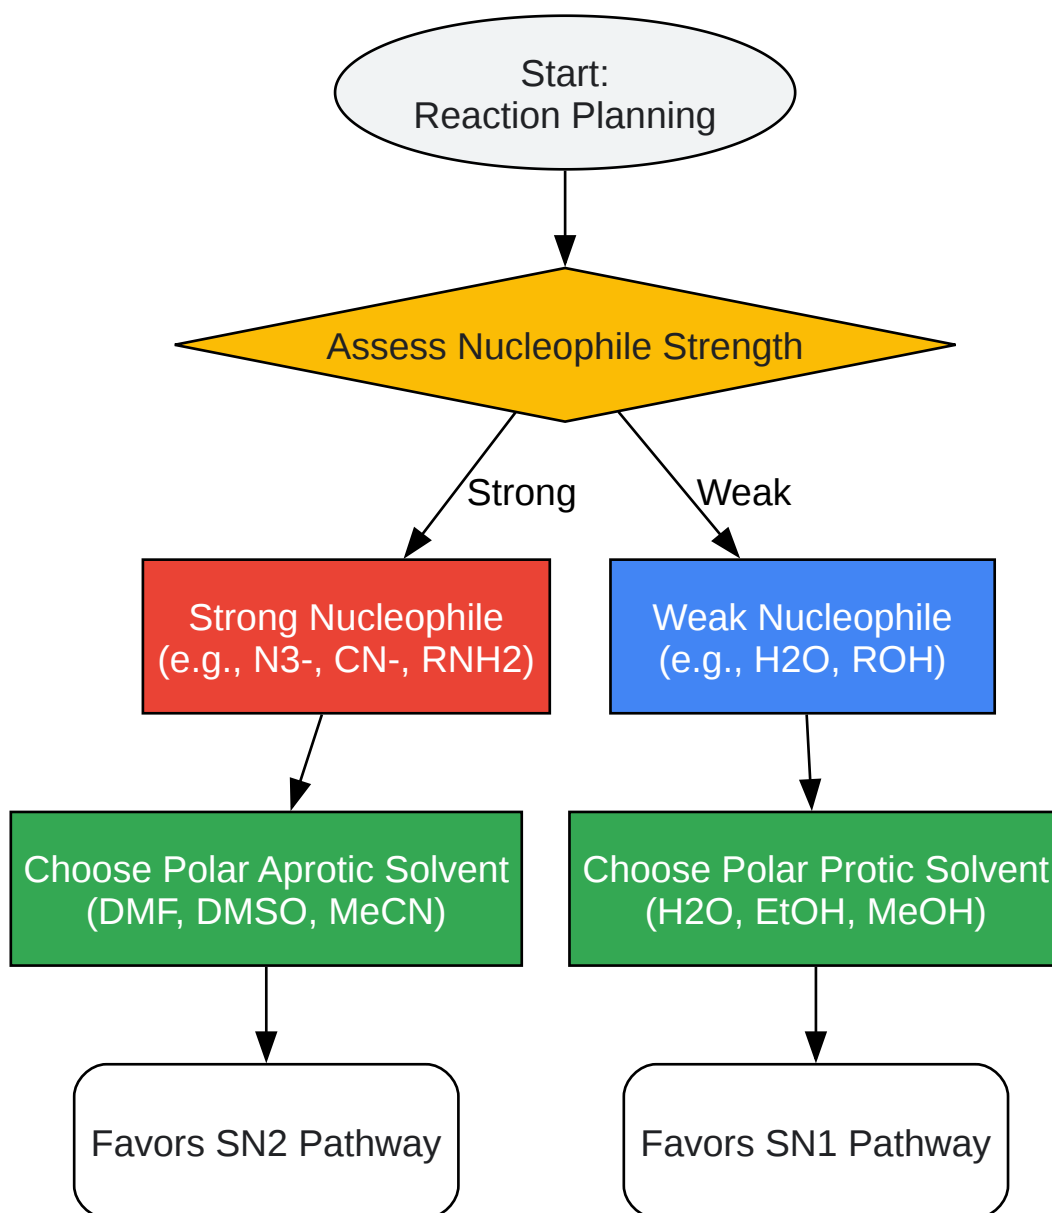 Start:
Reaction Planning
Assess Nucleophile Strength
Strong
Weak
Strong Nucleophile
(e.g., N3-, CN-, RNH2)
Weak Nucleophile
(e.g., H2O, ROH)
Choose Polar Aprotic Solvent
(DMF, DMSO, MeCN)
Choose Polar Protic Solvent
(H2O, EtOH, MeOH)
Favors SN2 Pathway
Favors SN1 Pathway